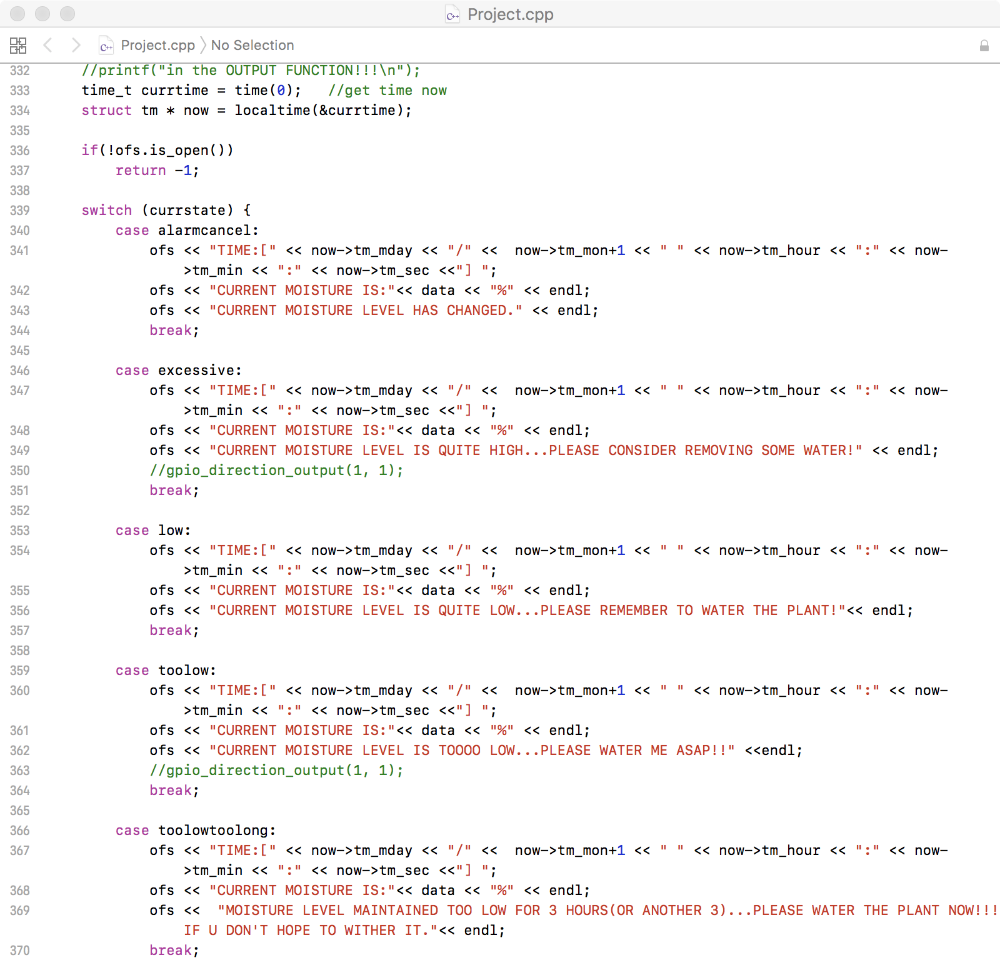 Project.cpp
Project.cpp 〉 No Selection
332 //printf("in the OUTPUT FUNCTION!!!\n");
333 time_t currtime = time(0);   //get time now
334 struct tm * now = localtime(&currtime);
335
336 if(!ofs.is_open())
337     return -1;
338
339 switch (currstate) {
340     case alarmcancel:
341         ofs << "TIME:[" << now->tm_mday << "/" <<  now->tm_mon+1 << " " << now->tm_hour << ":" << now-
            >tm_min << ":" << now->tm_sec <<"] ";
342         ofs << "CURRENT MOISTURE IS:"<< data << "%" << endl;
343         ofs << "CURRENT MOISTURE LEVEL HAS CHANGED." << endl;
344         break;
345
346     case excessive:
347         ofs << "TIME:[" << now->tm_mday << "/" <<  now->tm_mon+1 << " " << now->tm_hour << ":" << now-
            >tm_min << ":" << now->tm_sec <<"] ";
348         ofs << "CURRENT MOISTURE IS:"<< data << "%" << endl;
349         ofs << "CURRENT MOISTURE LEVEL IS QUITE HIGH...PLEASE CONSIDER REMOVING SOME WATER!" << endl;
350         //gpio_direction_output(1, 1);
351         break;
352
353     case low:
354         ofs << "TIME:[" << now->tm_mday << "/" <<  now->tm_mon+1 << " " << now->tm_hour << ":" << now-
            >tm_min << ":" << now->tm_sec <<"] ";
355         ofs << "CURRENT MOISTURE IS:"<< data << "%" << endl;
356         ofs << "CURRENT MOISTURE LEVEL IS QUITE LOW...PLEASE REMEMBER TO WATER THE PLANT!"<< endl;
357         break;
358
359     case toolow:
360         ofs << "TIME:[" << now->tm_mday << "/" <<  now->tm_mon+1 << " " << now->tm_hour << ":" << now-
            >tm_min << ":" << now->tm_sec <<"] ";
361         ofs << "CURRENT MOISTURE IS:"<< data << "%" << endl;
362         ofs << "CURRENT MOISTURE LEVEL IS TOOOO LOW...PLEASE WATER ME ASAP!!" <<endl;
363         //gpio_direction_output(1, 1);
364         break;
365
366     case toolowtoolong:
367         ofs << "TIME:[" << now->tm_mday << "/" <<  now->tm_mon+1 << " " << now->tm_hour << ":" << now-
            >tm_min << ":" << now->tm_sec <<"] ";
368         ofs << "CURRENT MOISTURE IS:"<< data << "%" << endl;
369         ofs <<  "MOISTURE LEVEL MAINTAINED TOO LOW FOR 3 HOURS(OR ANOTHER 3)...PLEASE WATER THE PLANT NOW!!!
            IF U DON'T HOPE TO WITHER IT."<< endl;
370         break;